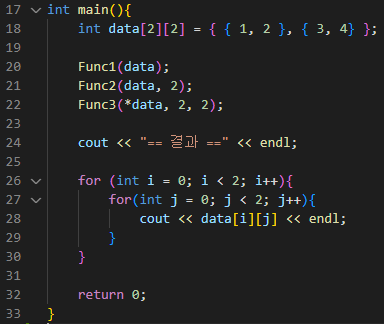 17 int main(){
18 int data[2][2] = { { 1, 2 }, { 3, 4} };
19
20 Func1(data);
21 Func2(data, 2);
22 Func3(*data, 2, 2);
23
24 cout << "== 결과 ==" << endl;
25
26 for (int i = 0; i < 2; i++){
27 for(int j = 0; j < 2; j++){
28 cout << data[i][j] << endl;
29 }
30 }
31
32 return 0;
33 }